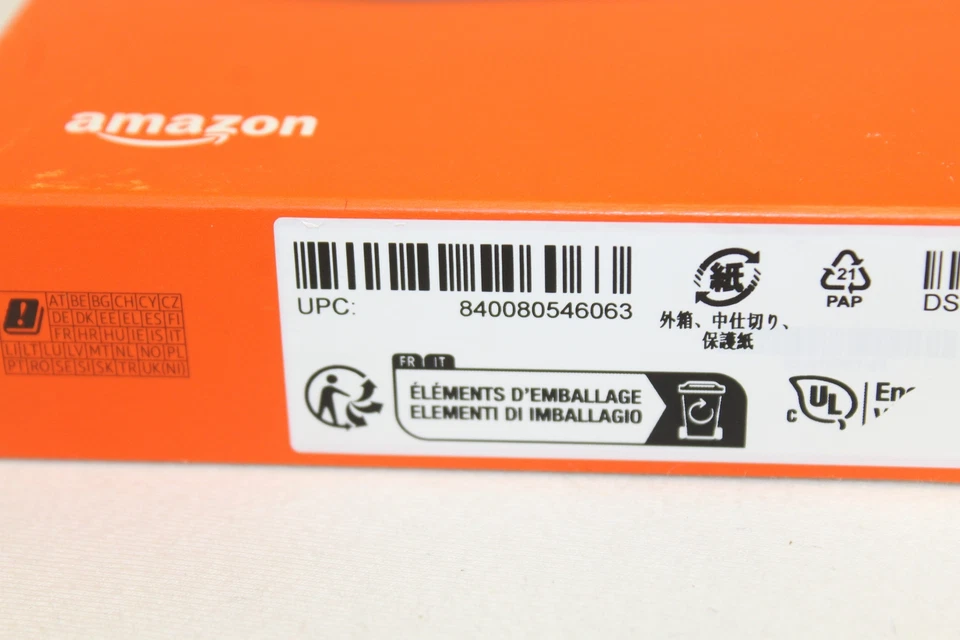 amazon
AT BE BG CH CY CZ
DE DK EE EL ES FI
FR HR HU IE IS IT
LI LT LU LV MT NL NO PL
PT RO SE SI SK TR UK(NI)
UPC: 840080546063
紙
外箱、中仕切り、
保護紙
21
PAP
DS
FR IT
ÉLÉMENTS D'EMBALLAGE
ELEMENTI DI IMBALLAGIO
c UL